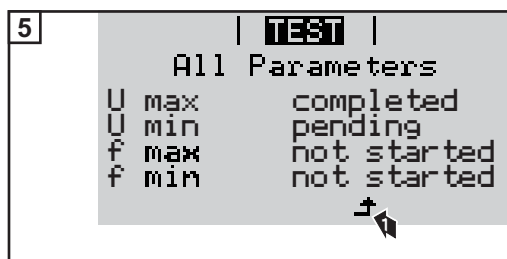 5
| TEST |
All Parameters
U max completed
U min pending
f max not started
f min not started
1